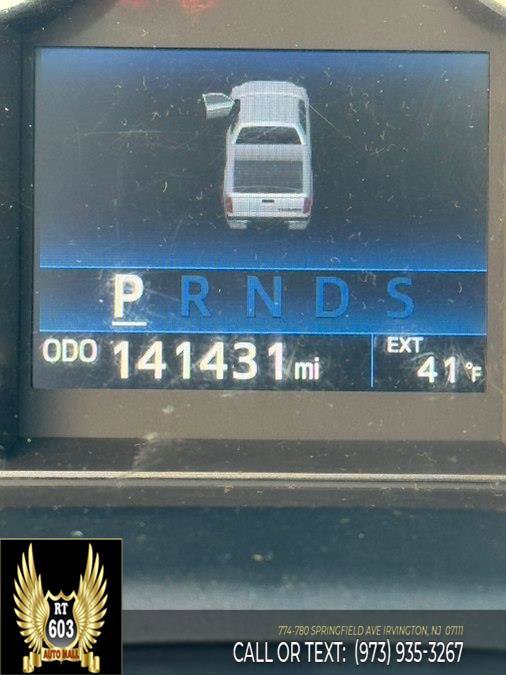 P R N D S
ODO 141431 mi
EXT
41 °F
RT
603
AUTO MALL
774-780 SPRINGFIELD AVE IRVINGTON, NJ 07111
CALL OR TEXT: (973) 935-3267